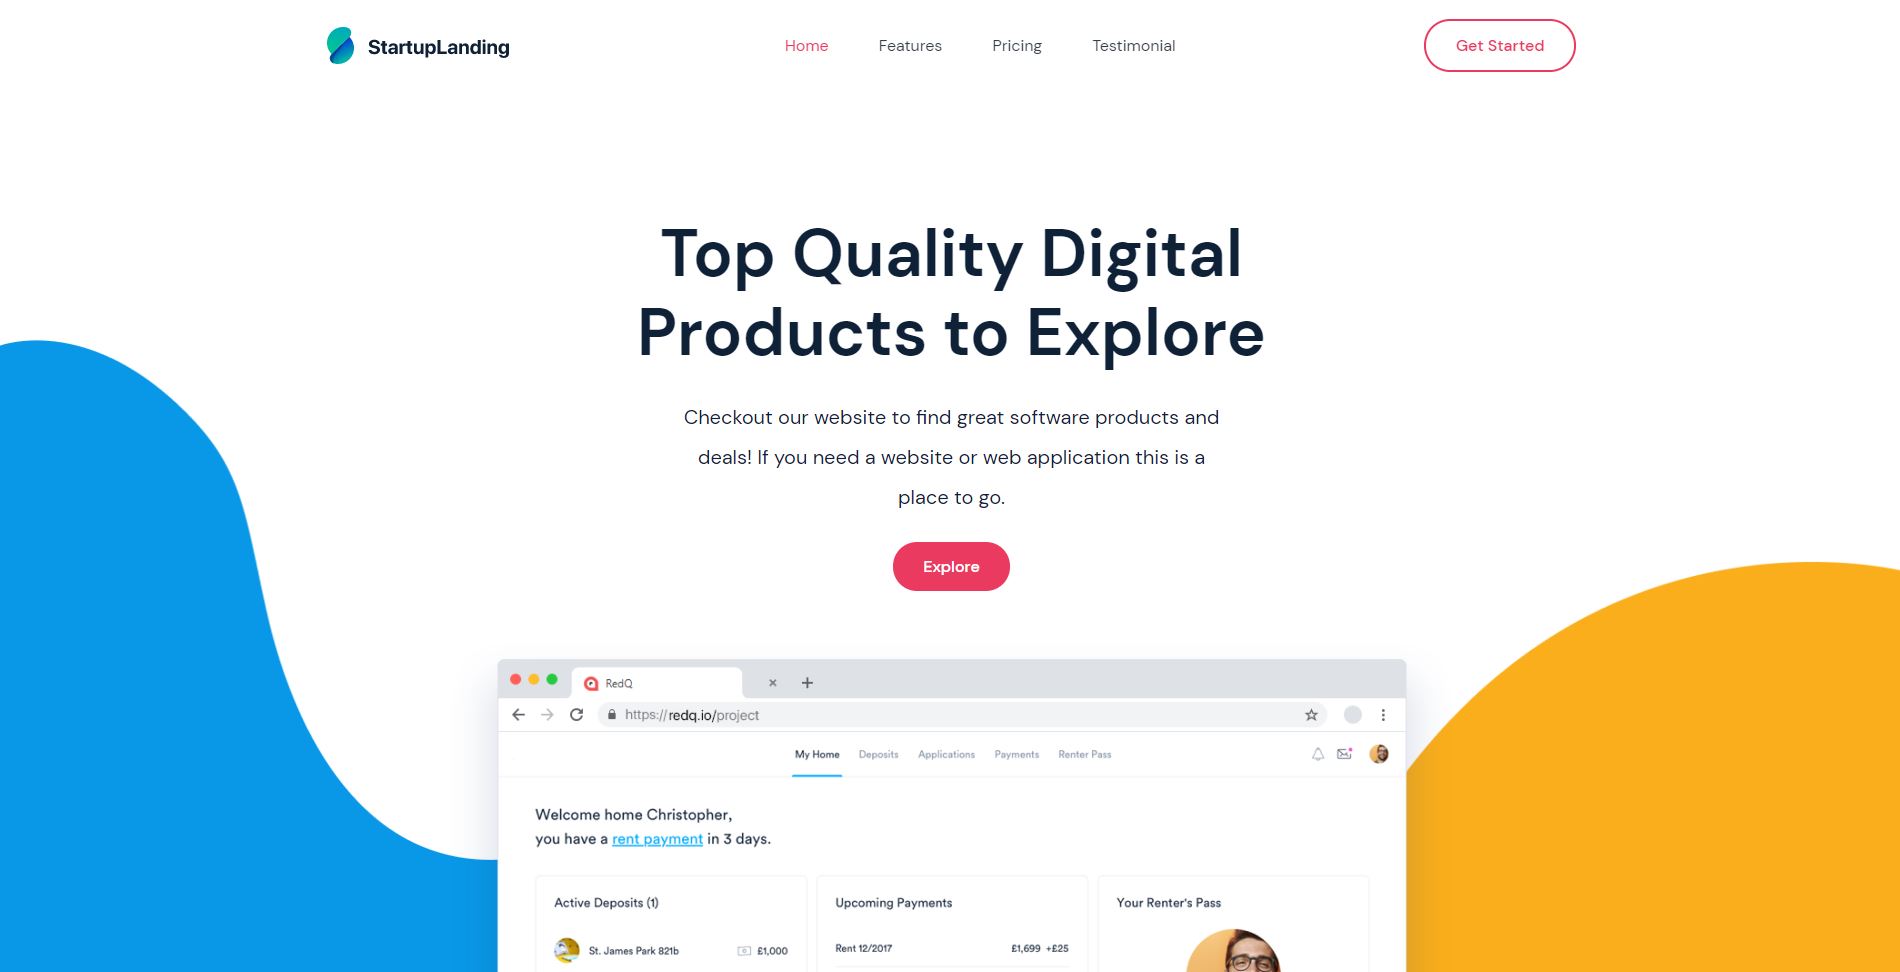 StartupLanding
Home Features Pricing Testimonial
Get Started
Top Quality Digital
Products to Explore
Checkout our website to find great software products and
deals! If you need a website or web application this is a
place to go.
Explore
RedQ
https://redq.io/project
My Home Deposits Applications Payments Renter Pass
Welcome home Christopher,
you have a rent payment in 3 days.
Active Deposits (1)
St. James Park 821b £1,000
Upcoming Payments
Rent 12/2017 £1,699 +£25
Your Renter's Pass